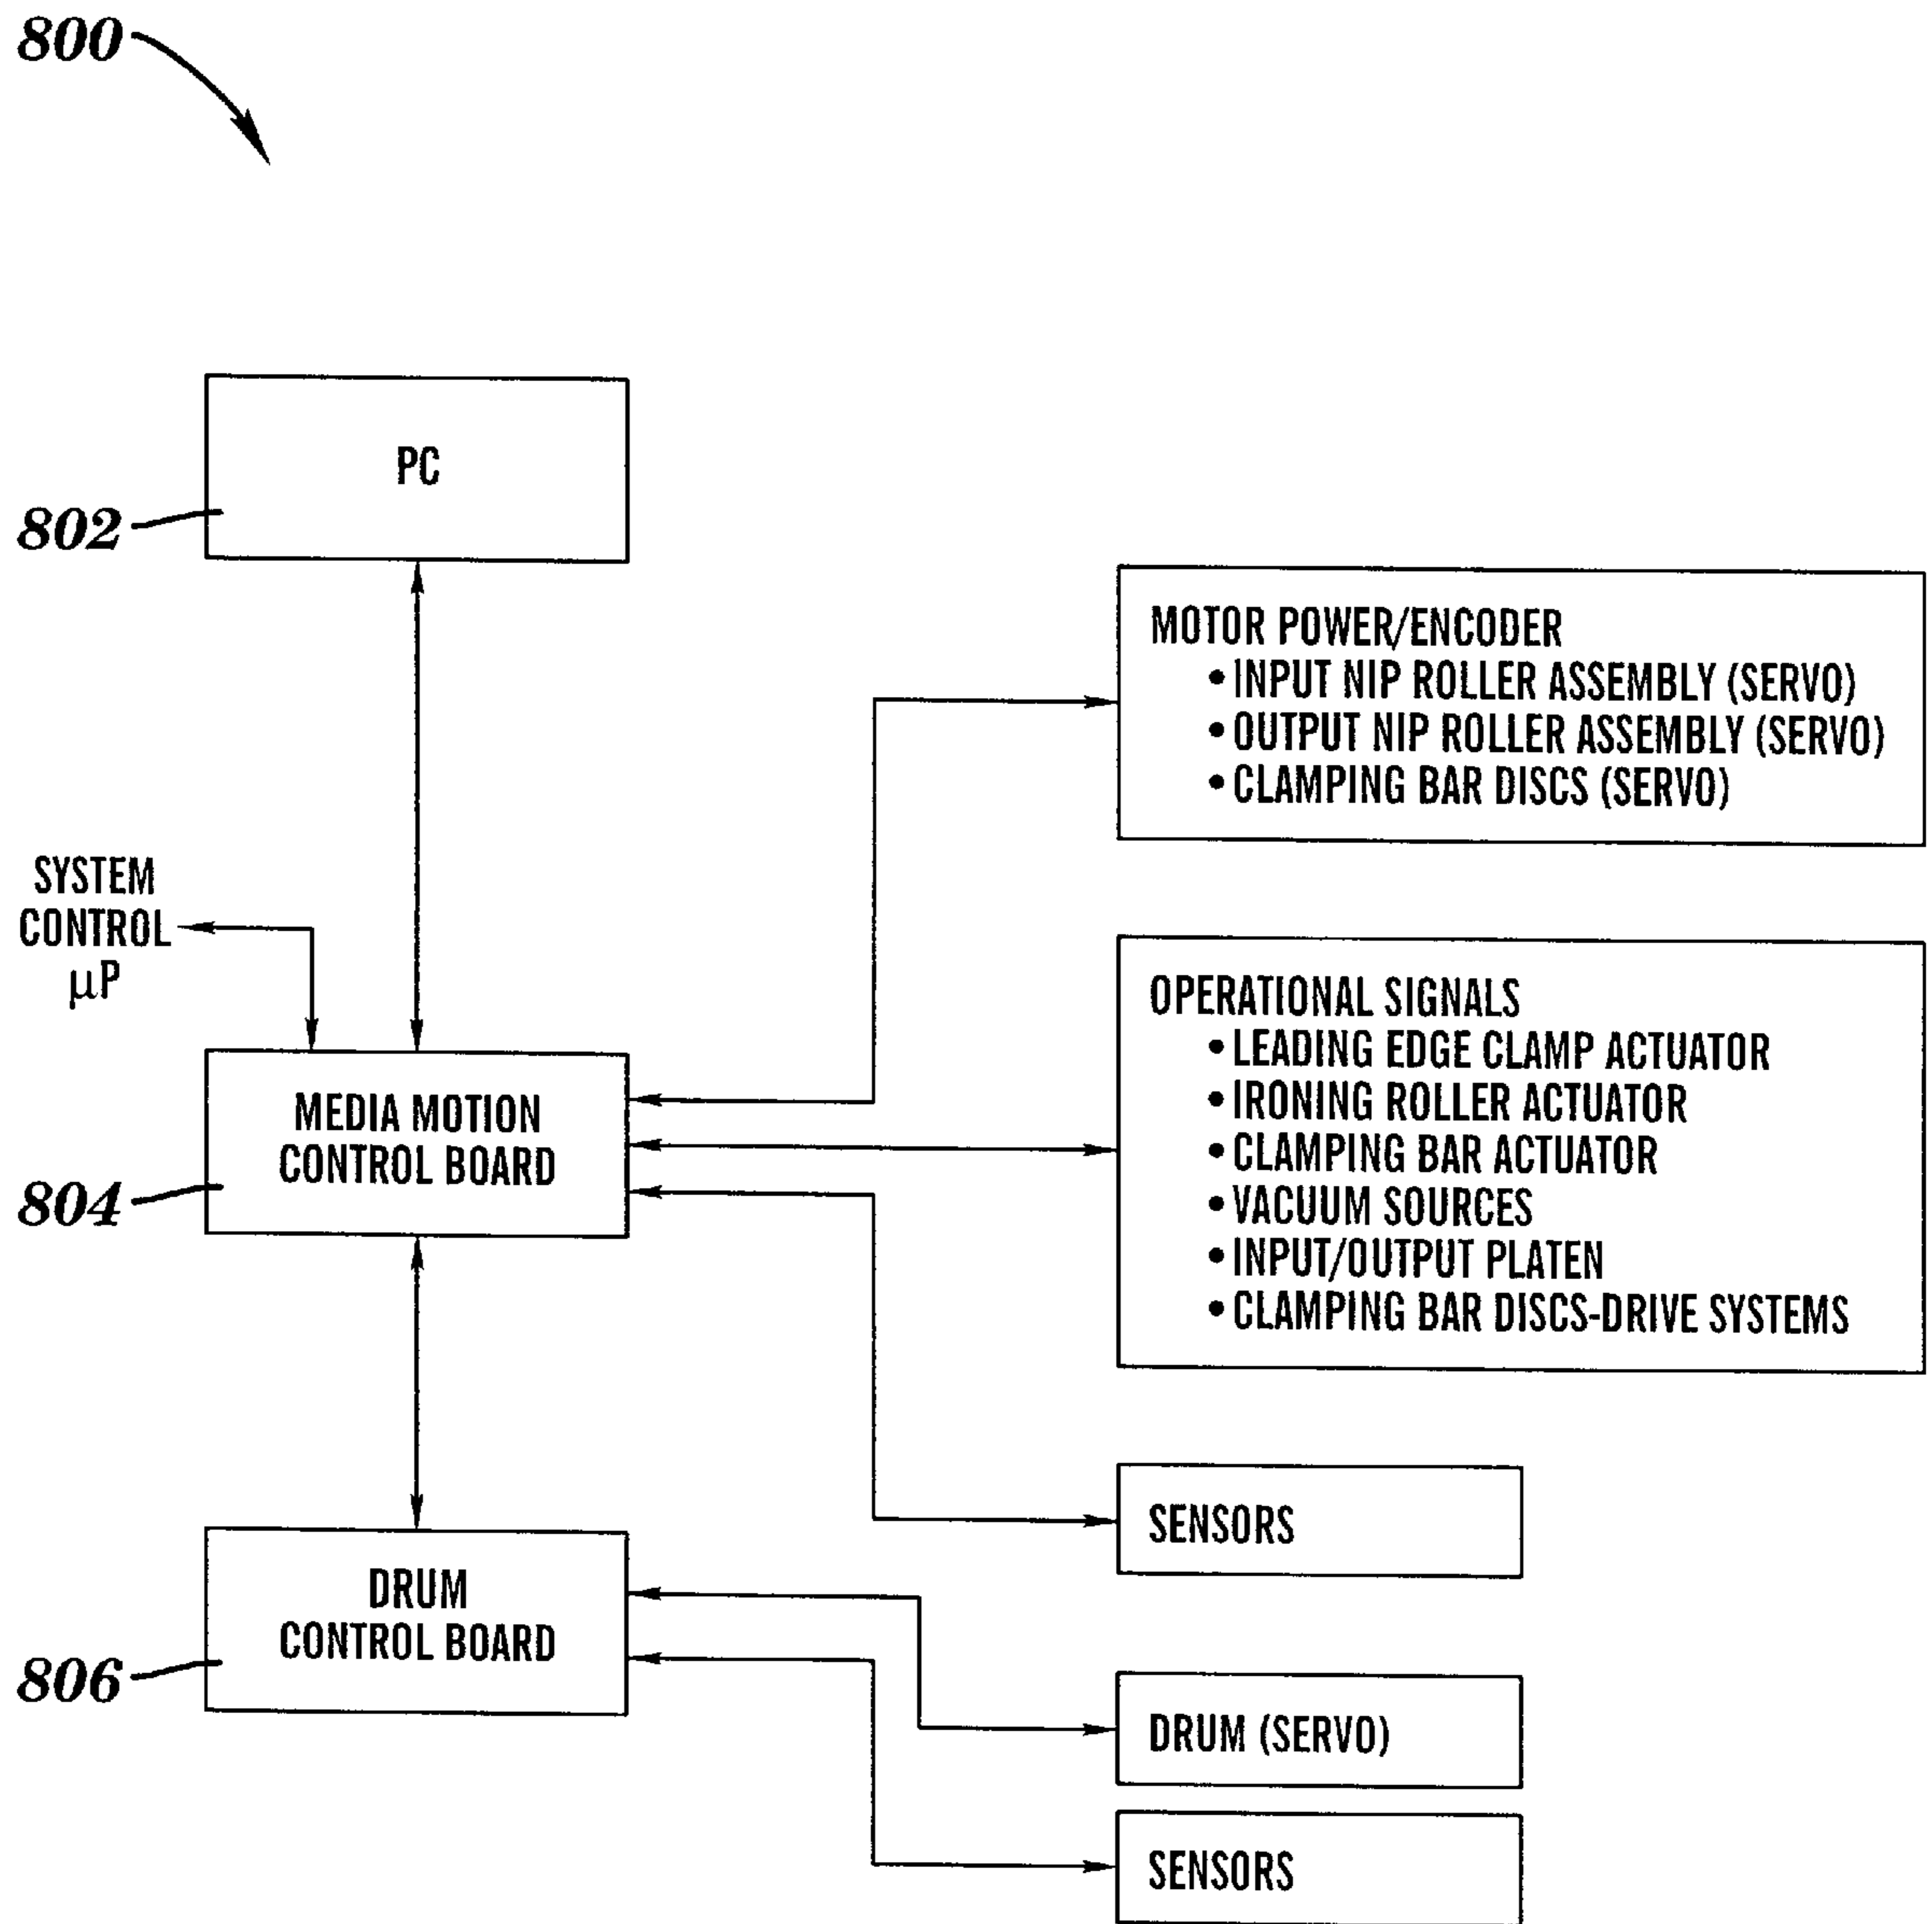 800
PC
802
MOTOR POWER/ENCODER
• INPUT NIP ROLLER ASSEMBLY (SERVO)
• OUTPUT NIP ROLLER ASSEMBLY (SERVO)
• CLAMPING BAR DISCS (SERVO)
SYSTEM
CONTROL
μP
OPERATIONAL SIGNALS
• LEADING EDGE CLAMP ACTUATOR
• IRONING ROLLER ACTUATOR
• CLAMPING BAR ACTUATOR
• VACUUM SOURCES
• INPUT/OUTPUT PLATEN
• CLAMPING BAR DISCS-DRIVE SYSTEMS
MEDIA MOTION
CONTROL BOARD
804
SENSORS
DRUM
CONTROL BOARD
806
DRUM (SERVO)
SENSORS